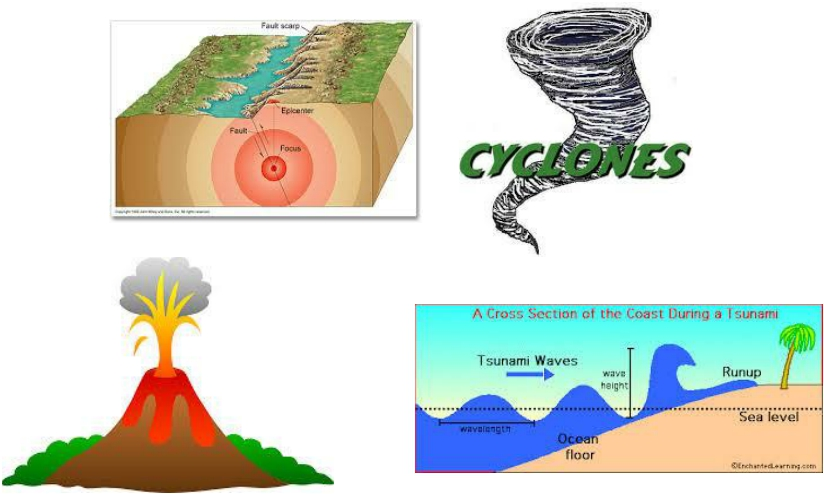 Fault scarp
Epicenter
Fault
Focus
CYCLONES
A Cross Section of the Coast During a Tsunami
Tsunami Waves
wave
height
Runup
Sea level
wavelength
Ocean
floor
©EnchantedLearning.com